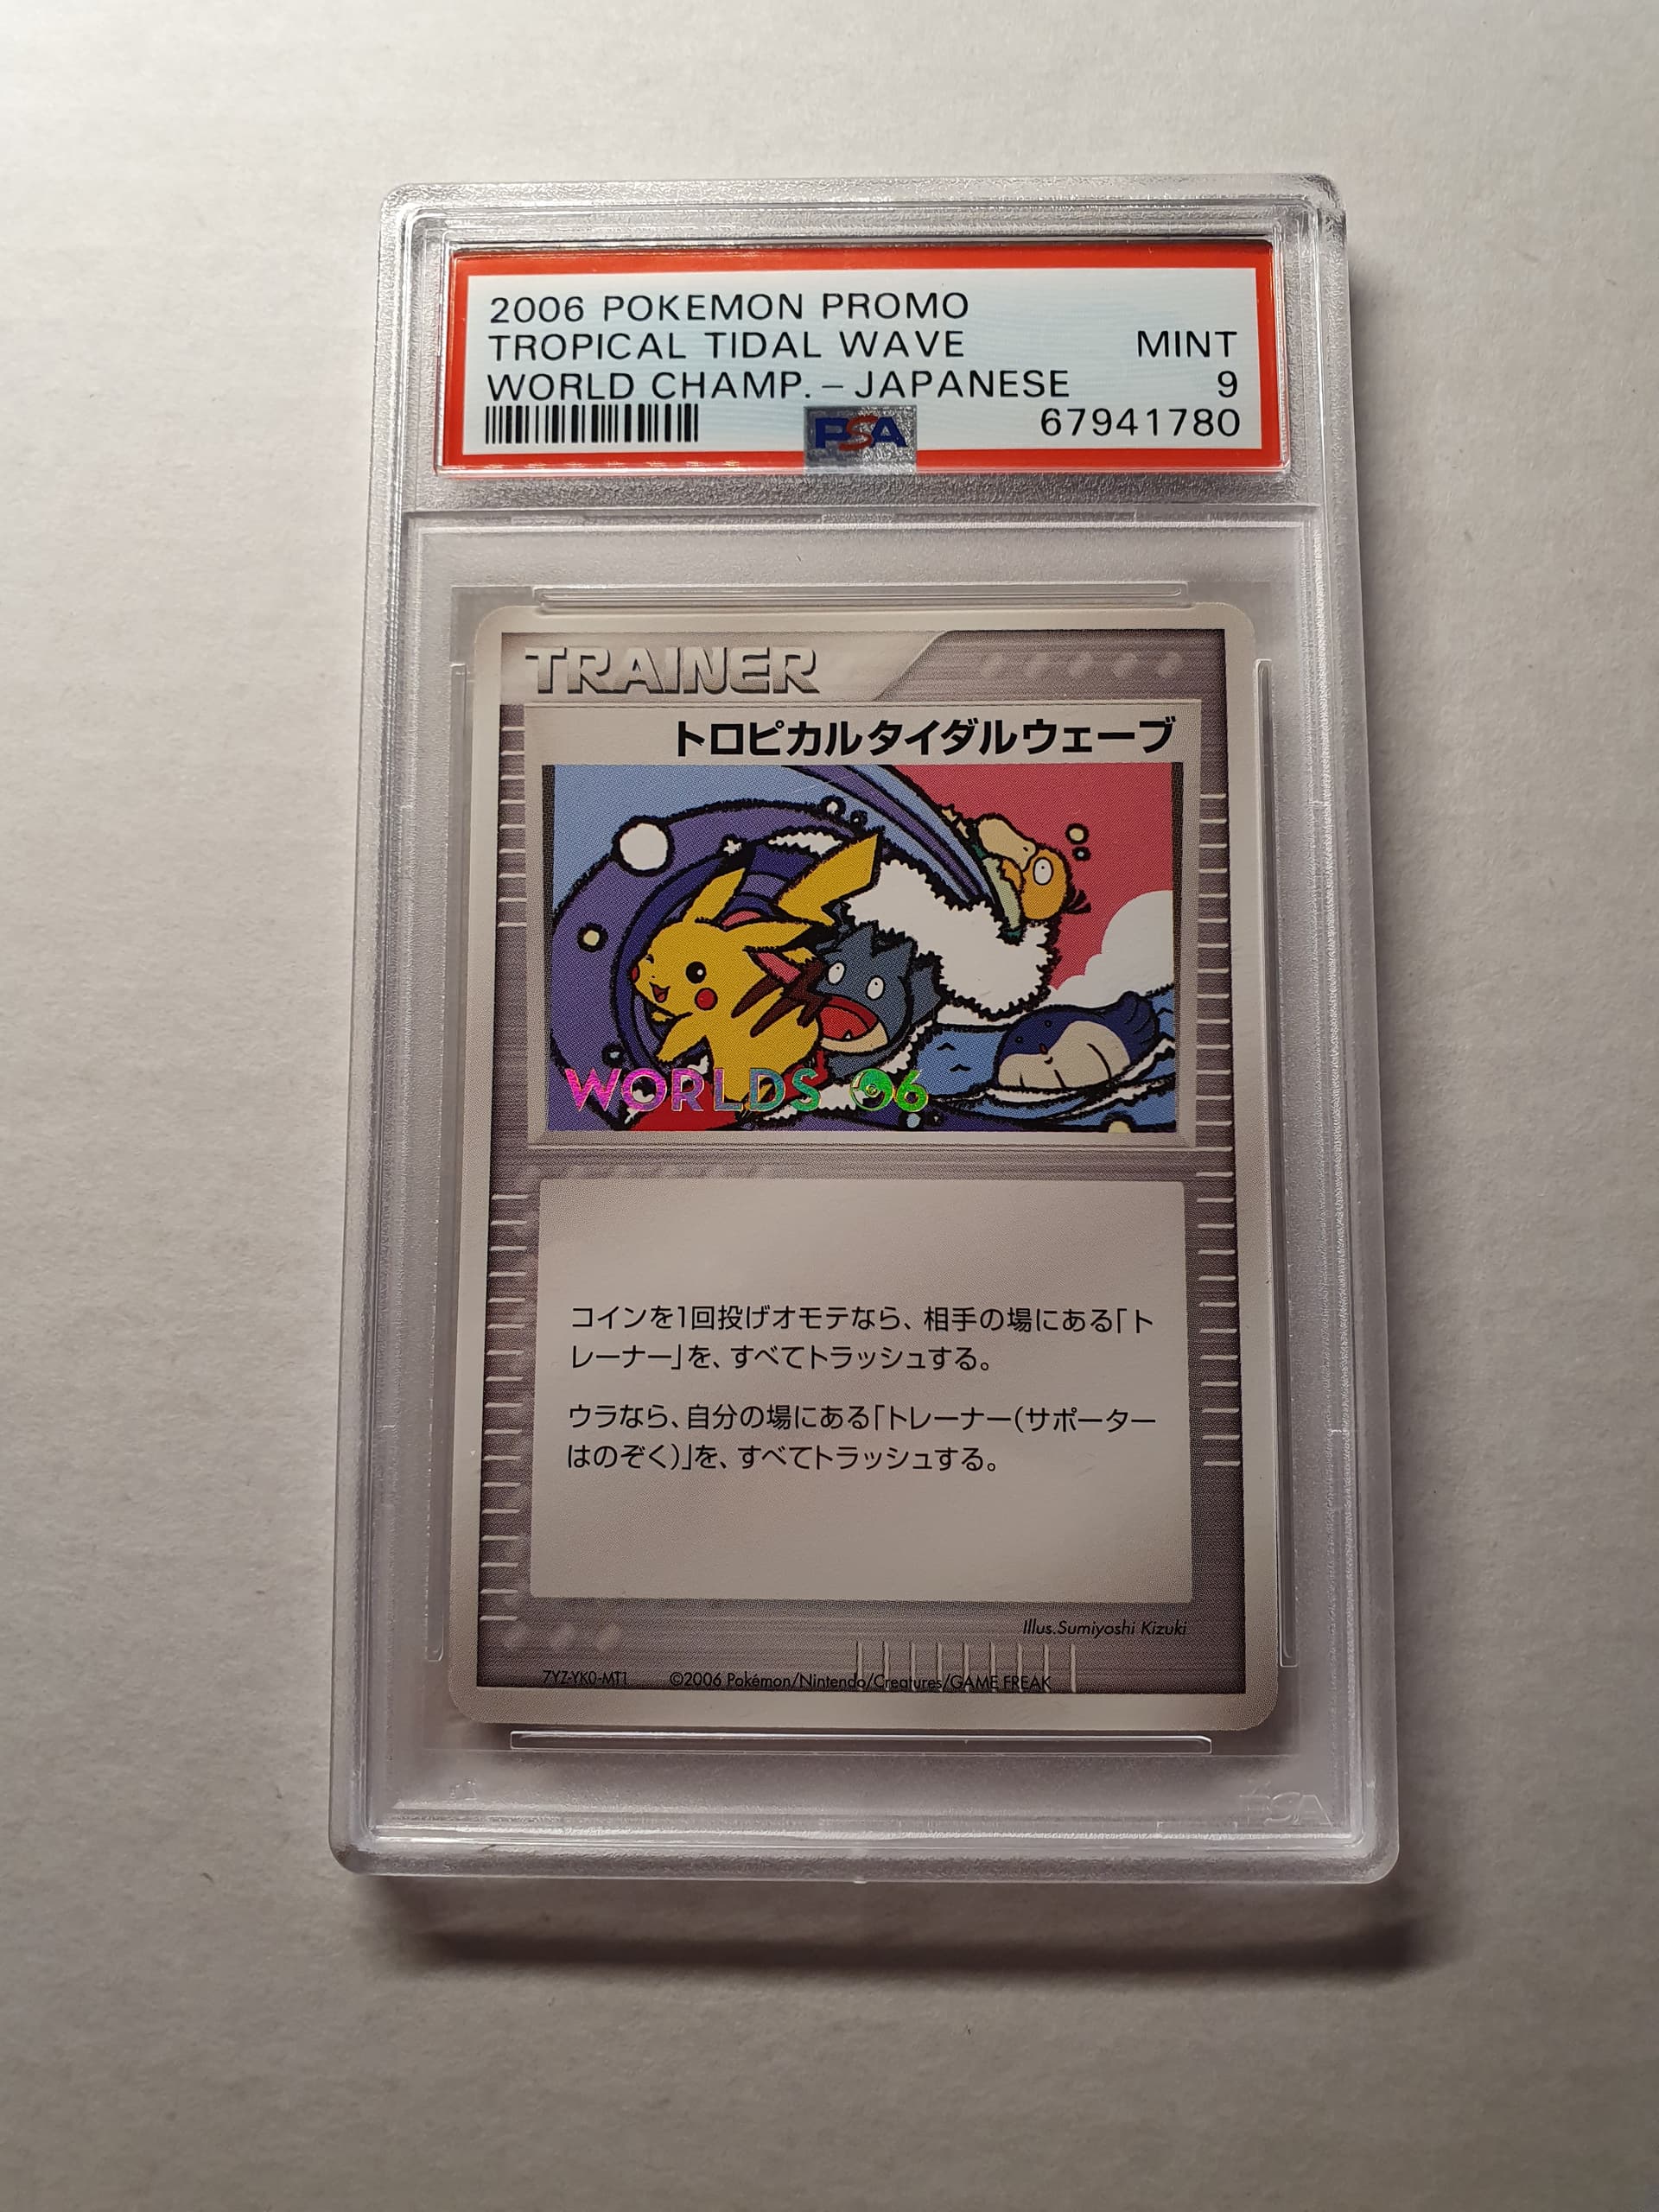 2006 POKEMON PROMO
TROPICAL TIDAL WAVE MINT
WORLD CHAMP. – JAPANESE 9
PSA 67941780
TRAINER
トロピカルタイダルウェーブ
WORLDS 06
コインを1回投げオモテなら、相手の場にある「ト
レーナー」を、すべてトラッシュする。
ウラなら、自分の場にある「トレーナー(サポーター
はのぞく)」を、すべてトラッシュする。
Illus.Sumiyoshi Kizuki
7YZ-YK0-MT1 ©2006 Pokémon/Nintendo/Creatures/GAME FREAK
PSA